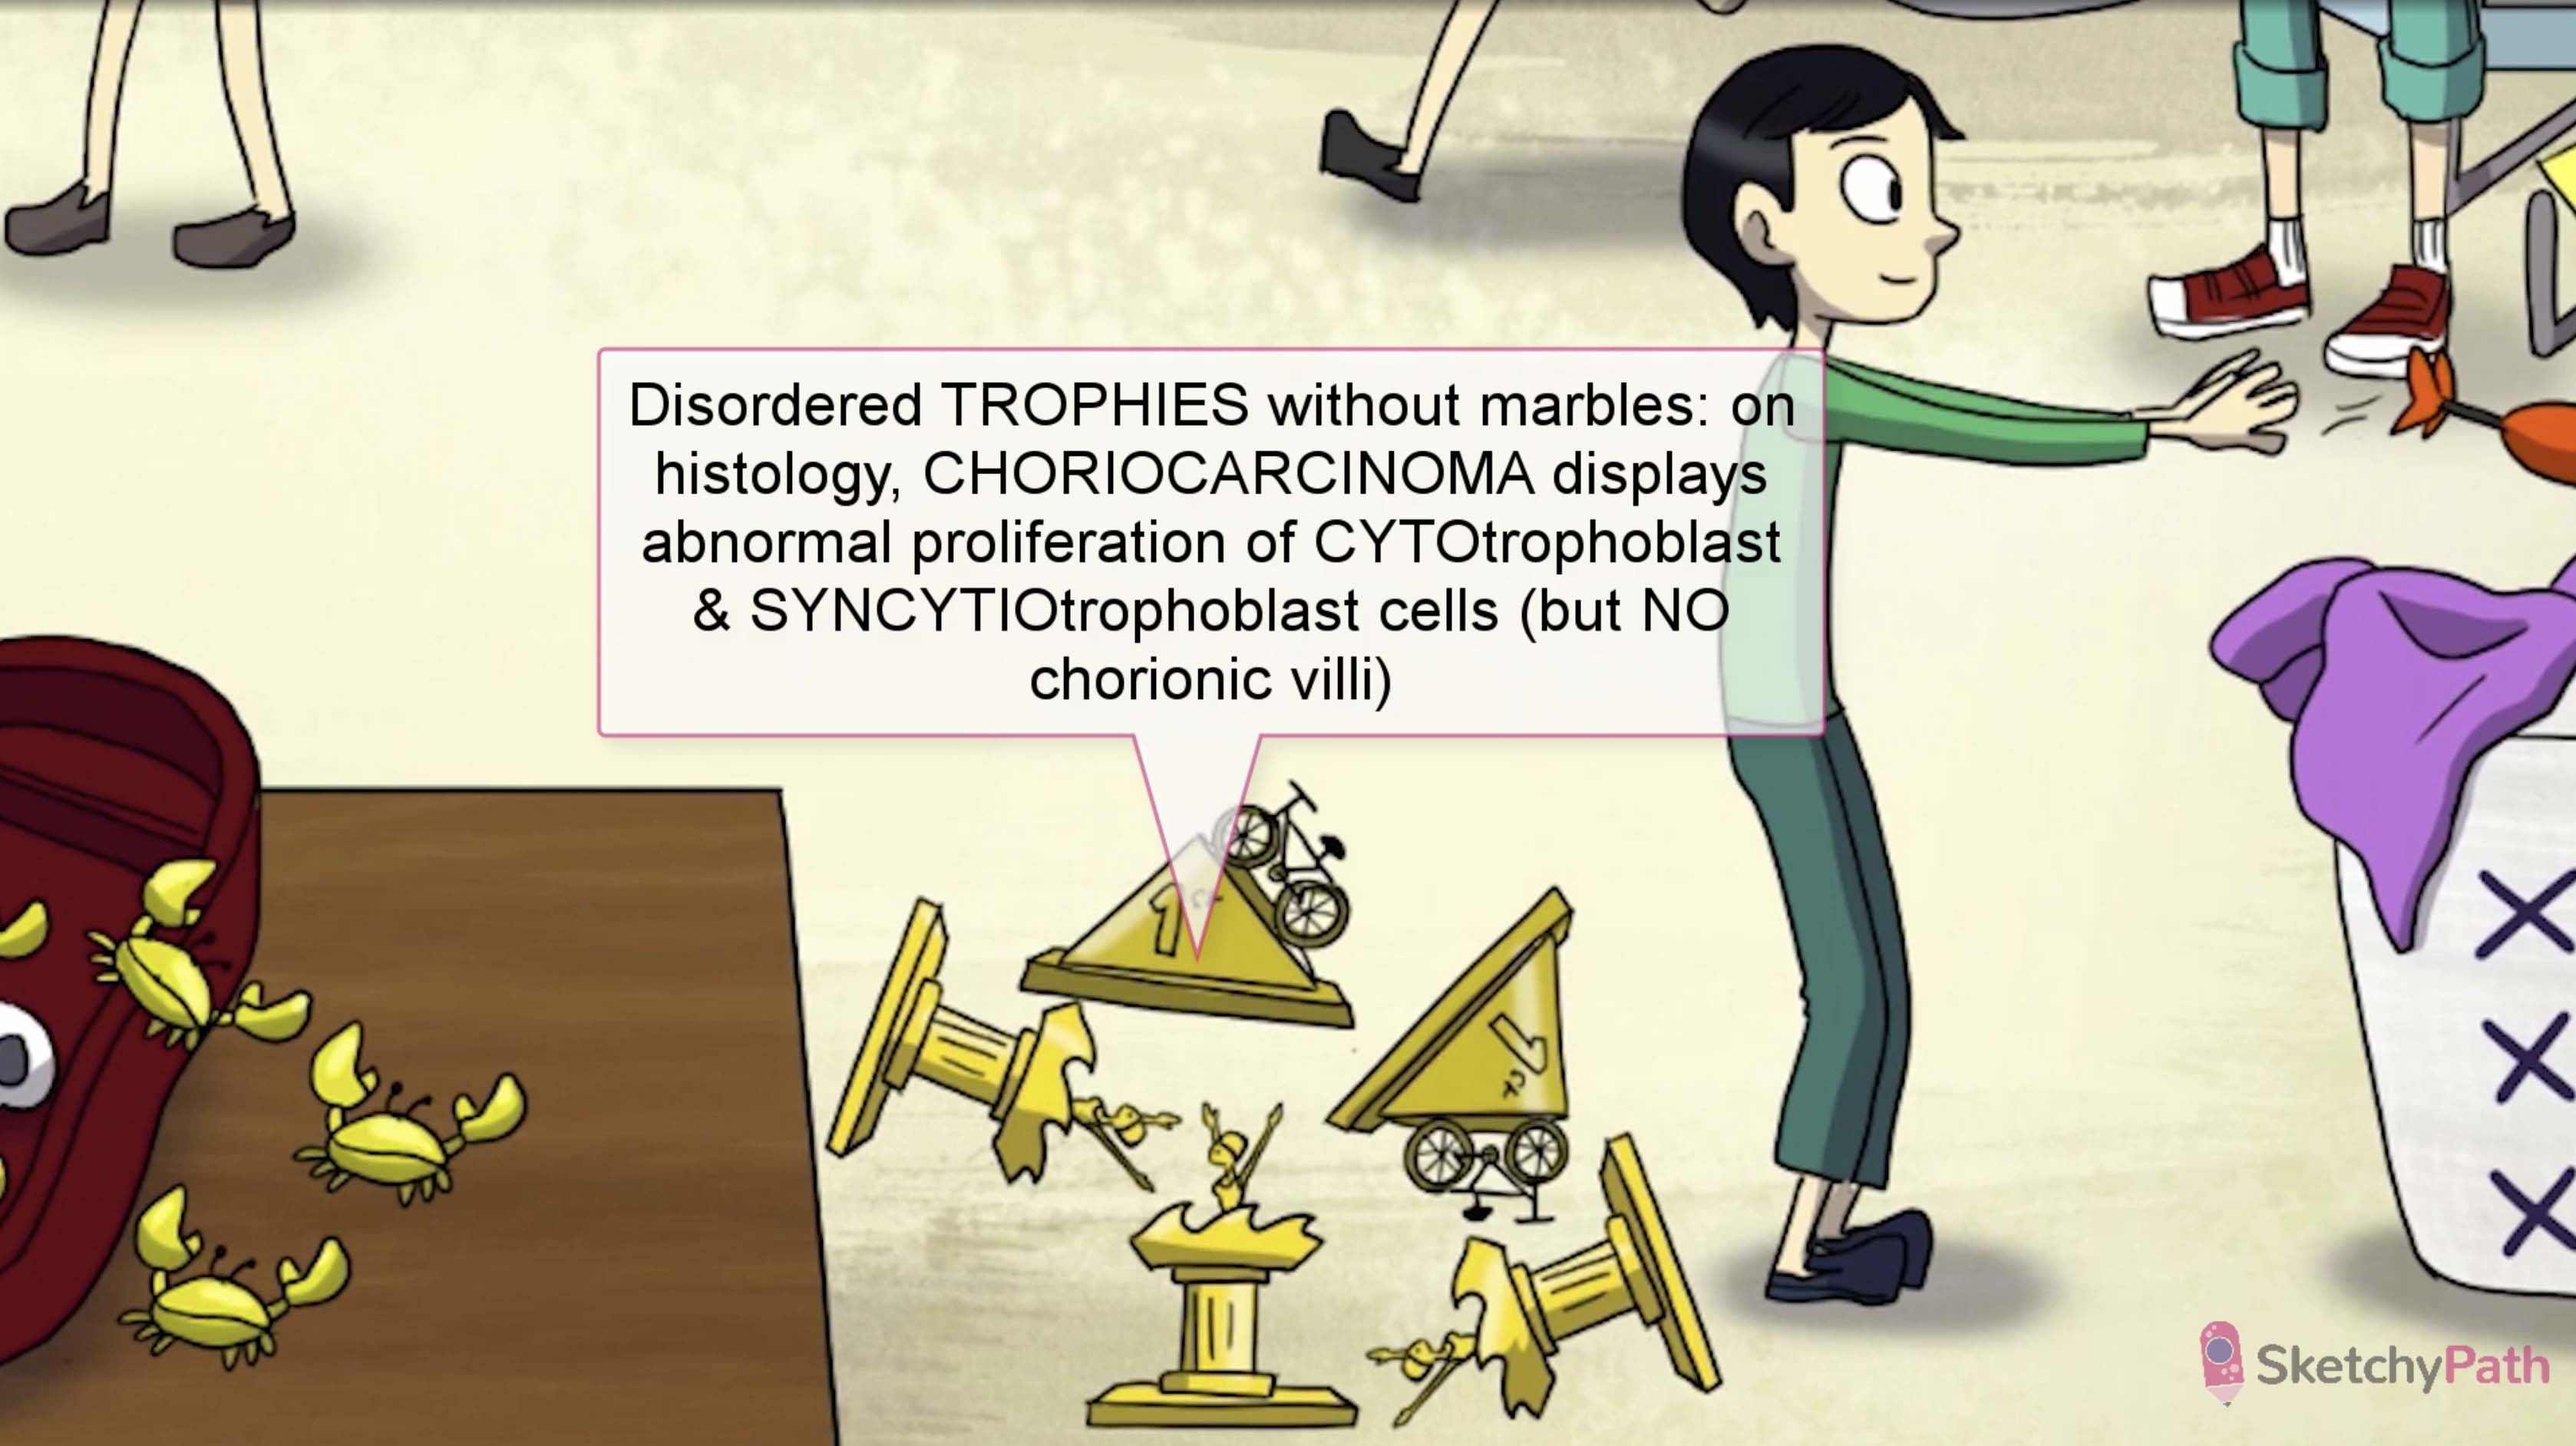 Disordered TROPHIES without marbles: on
histology, CHORIOCARCINOMA displays
abnormal proliferation of CYTOtrophoblast
& SYNCYTIOtrophoblast cells (but NO
chorionic villi)
1
1
SketchyPath